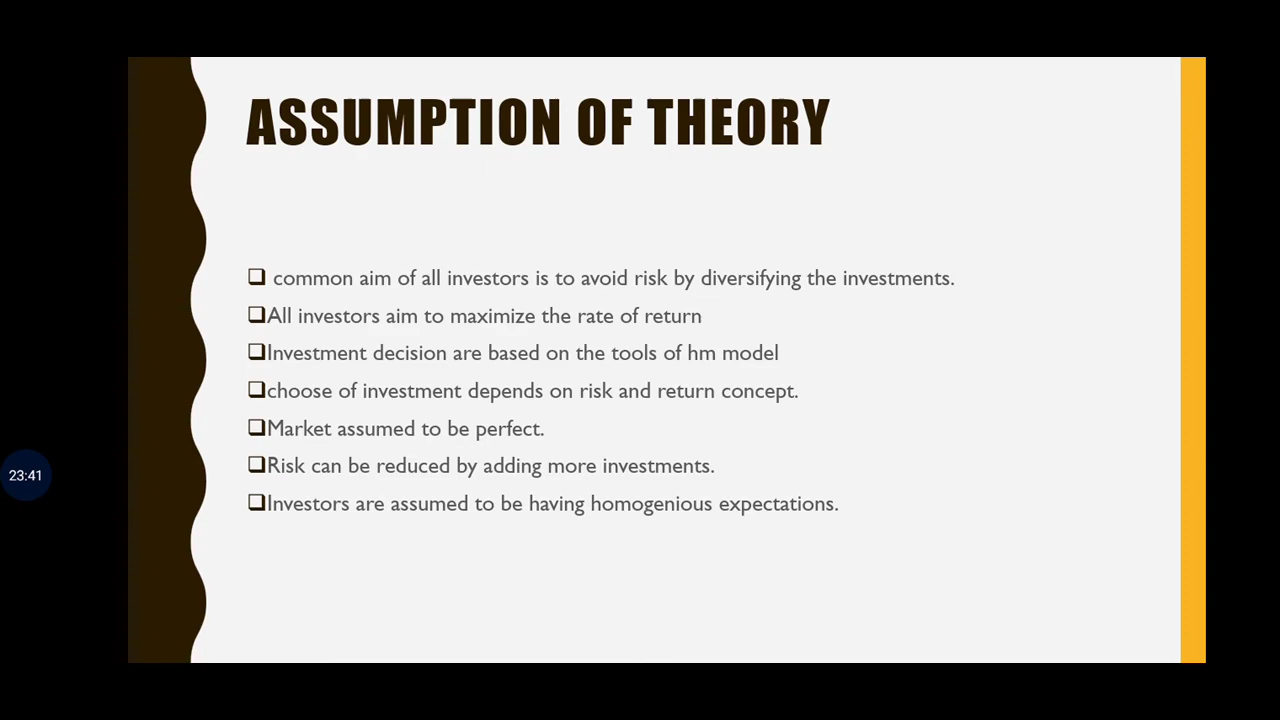 ASSUMPTION OF THEORY
❑ common aim of all investors is to avoid risk by diversifying the investments.
❑All investors aim to maximize the rate of return
❑Investment decision are based on the tools of hm model
❑choose of investment depends on risk and return concept.
❑Market assumed to be perfect.
❑Risk can be reduced by adding more investments.
❑Investors are assumed to be having homogenious expectations.
23:41